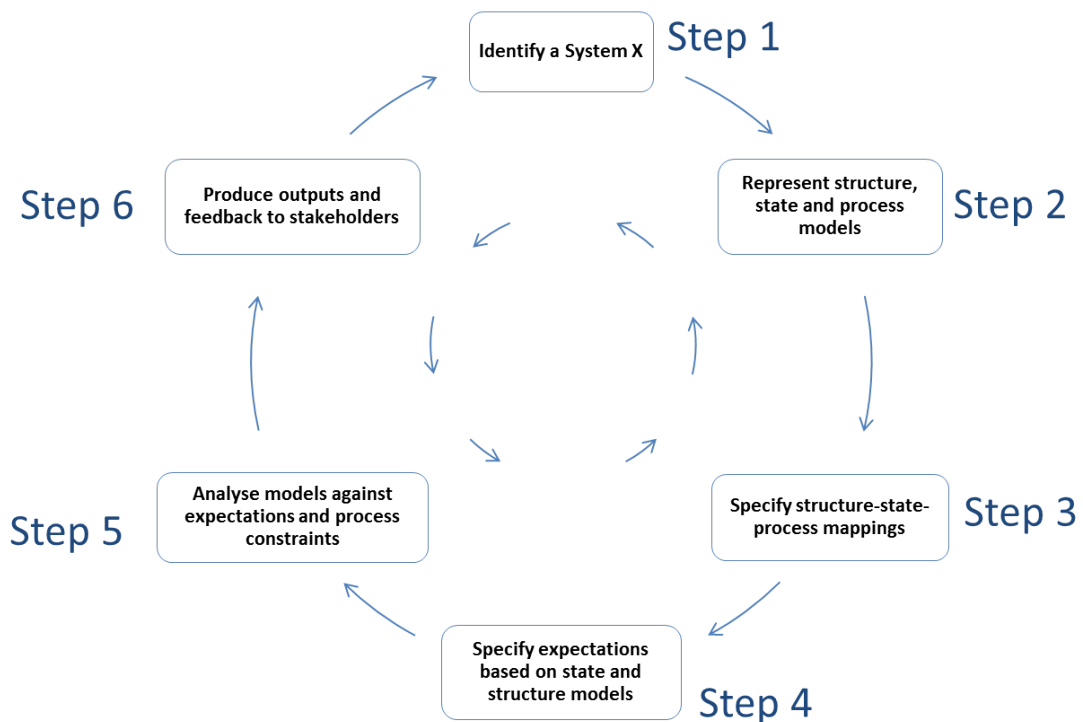 Identify a System X
Step 1
Represent structure,
state and process
models
Step 2
Specify structure-state-
process mappings
Step 3
Specify expectations
based on state and
structure models
Step 4
Analyse models against
expectations and process
constraints
Step 5
Produce outputs and
feedback to stakeholders
Step 6